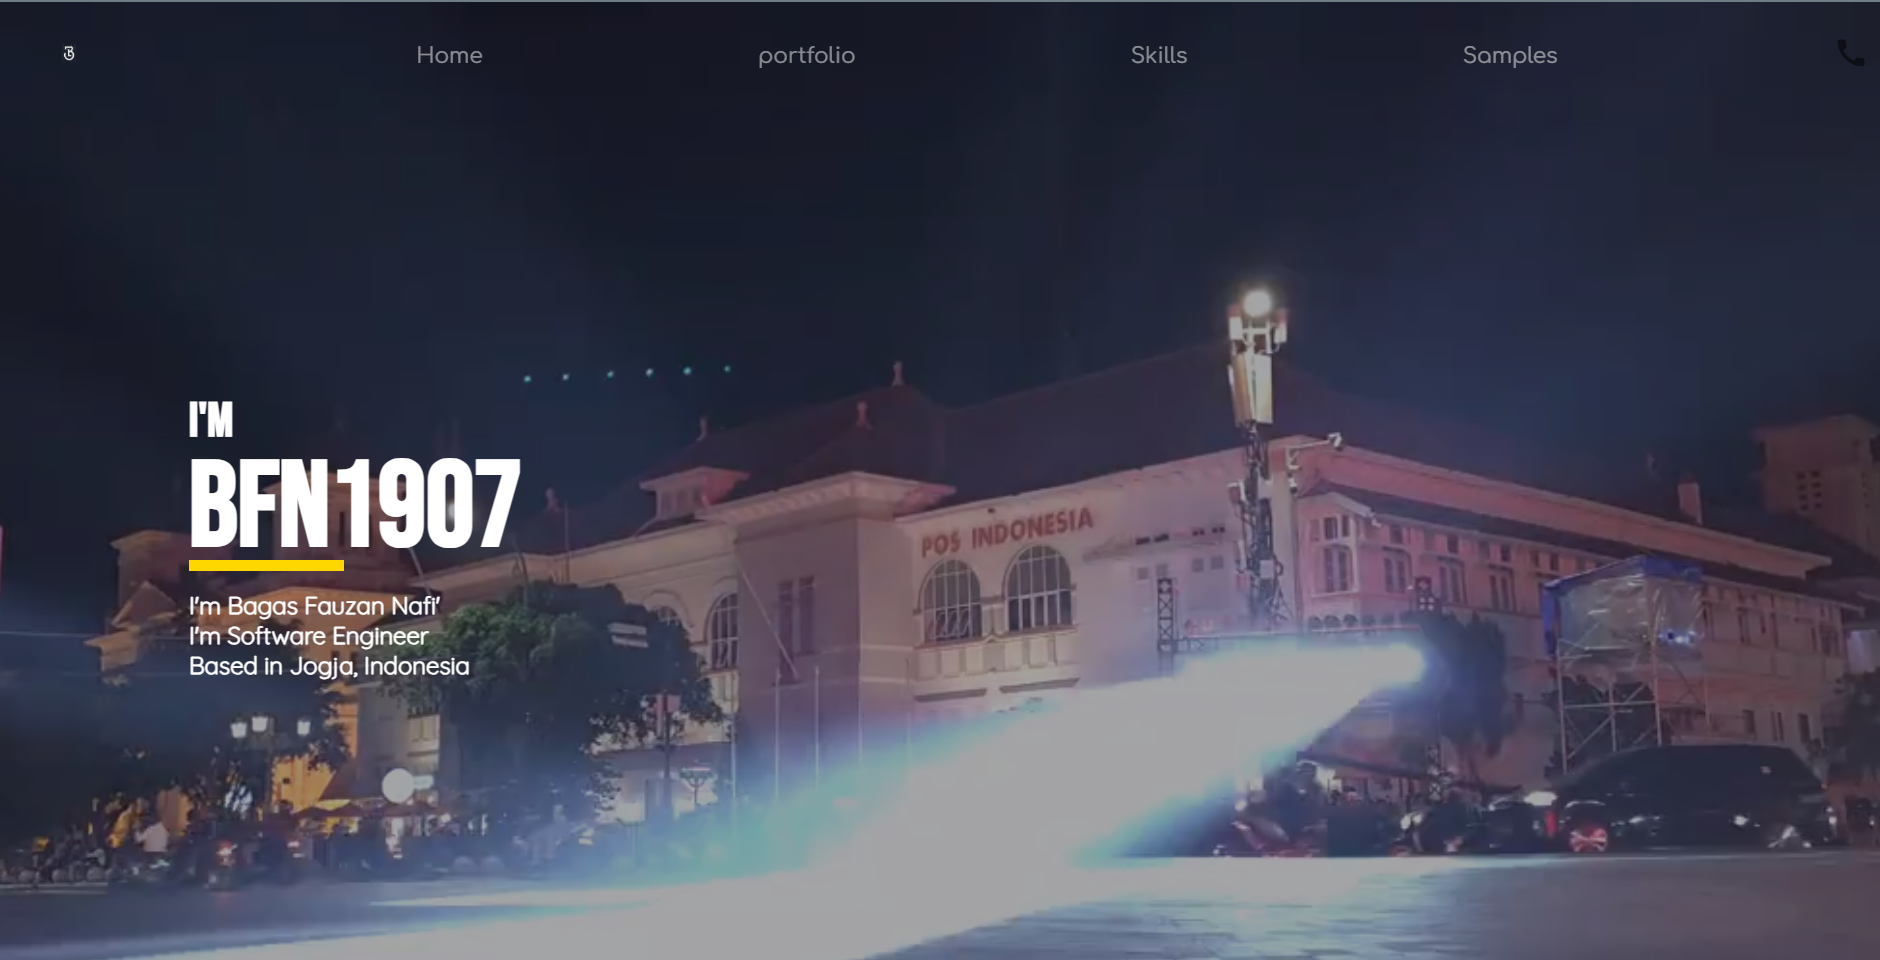 Home portfolio Skills Samples
I'M
BFN1907
I'm Bagas Fauzan Nafi'
I'm Software Engineer
Based in Jogja, Indonesia
POS INDONESIA